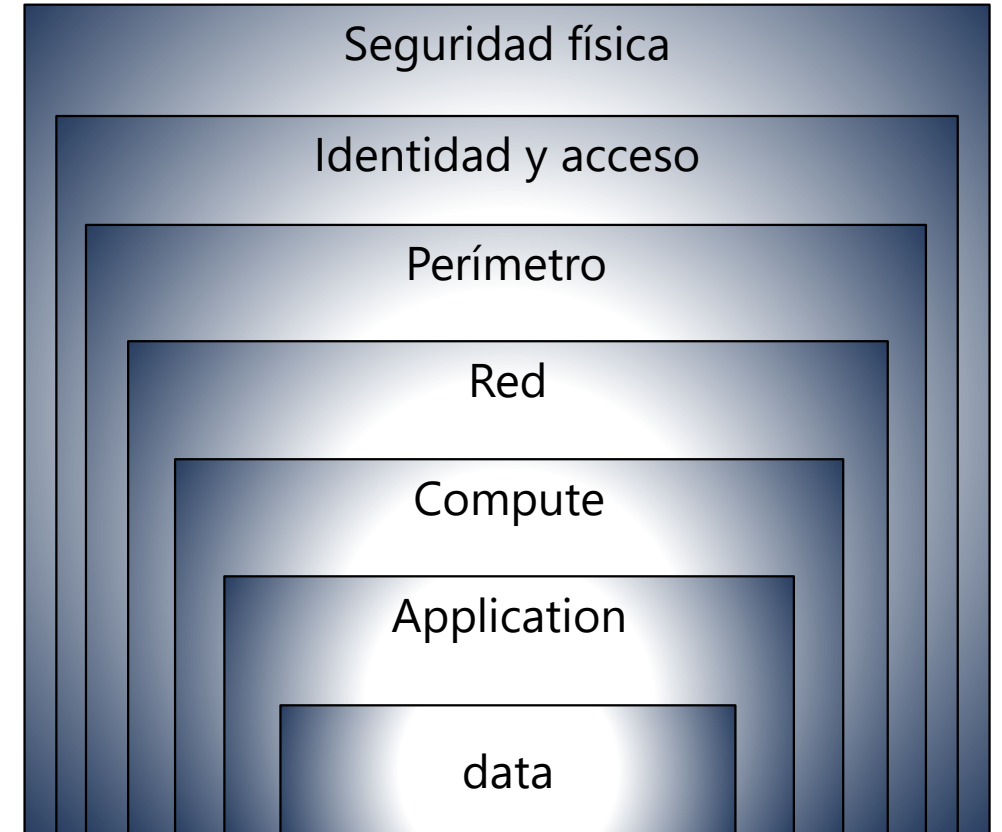 Seguridad física
Identidad y acceso
Perímetro
Red
Compute
Application
data